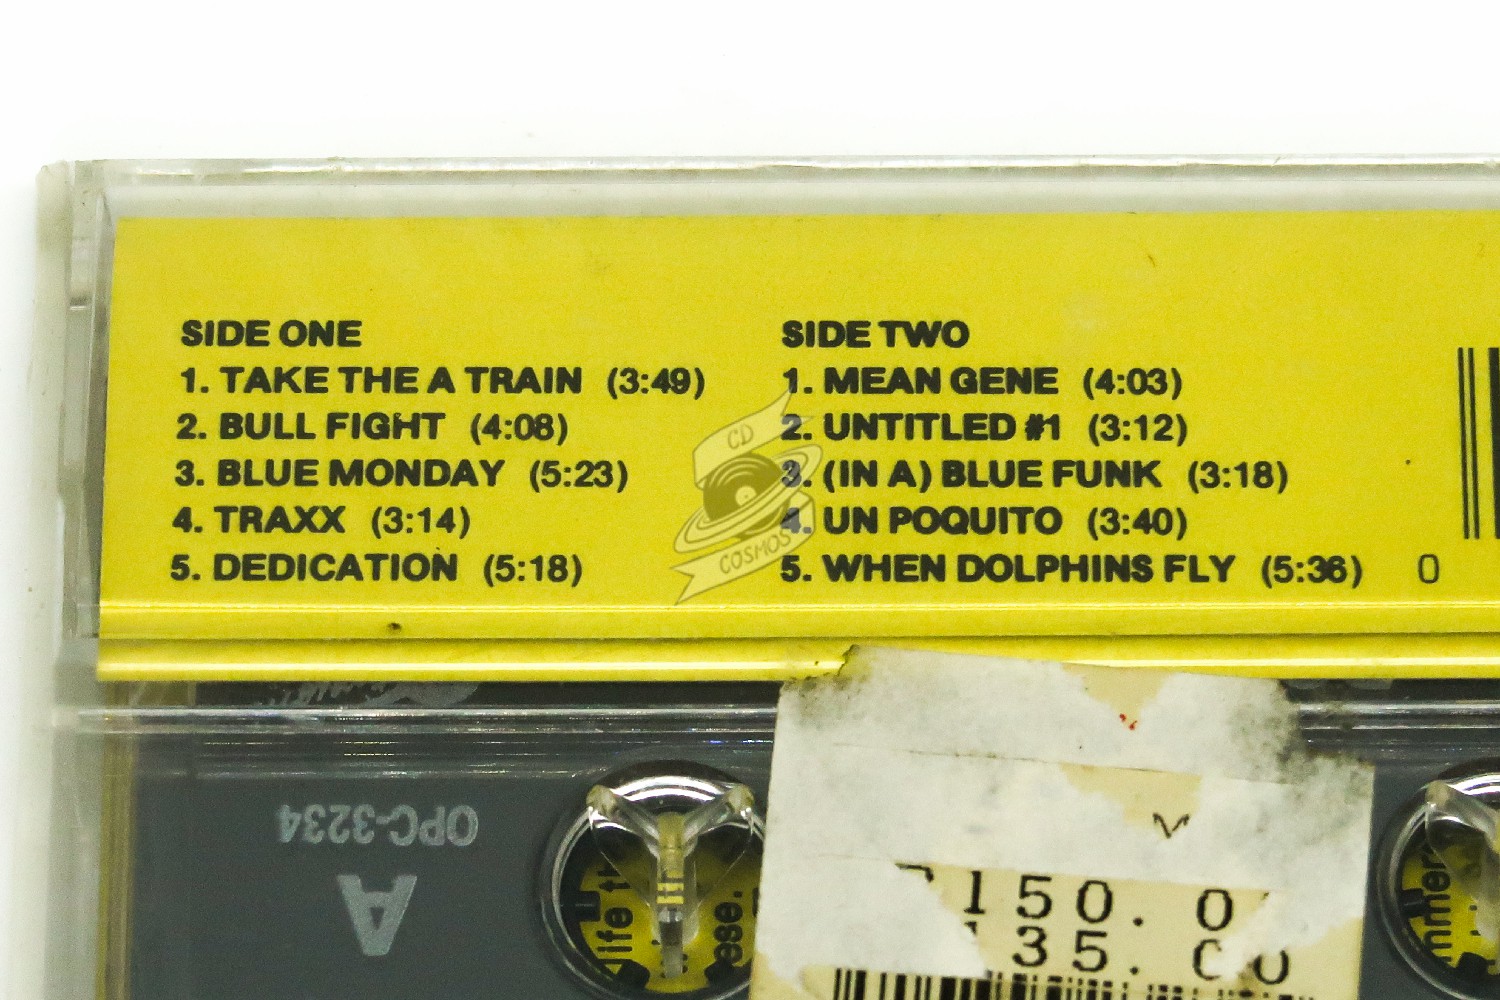 SIDE ONE
1. TAKE THE A TRAIN (3:49)
2. BULL FIGHT (4:08)
3. BLUE MONDAY (5:23)
4. TRAXX (3:14)
5. DEDICATION (5:18)
SIDE TWO
1. MEAN GENE (4:03)
2. UNTITLED #1 (3:12)
3. (IN A) BLUE FUNK (3:18)
4. UN POQUITO (3:40)
5. WHEN DOLPHINS FLY (5:36)
0
CD
COSMOS
OPC-3234
A
life
ese.
150.0
135.00